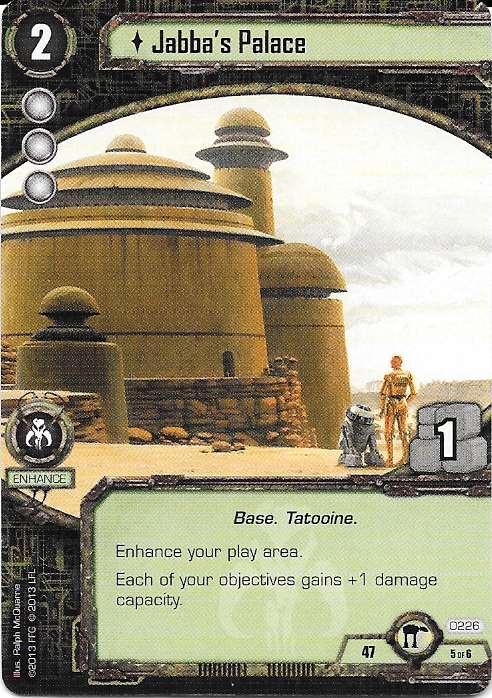 2
Jabba's Palace
1
ENHANCE
Base. Tatooine.
Enhance your play area.
Each of your objectives gains +1 damage
capacity.
0226
47
5 OF 6
Illus. Ralph McQuarrie
©2013 FFG ©2013 LFL